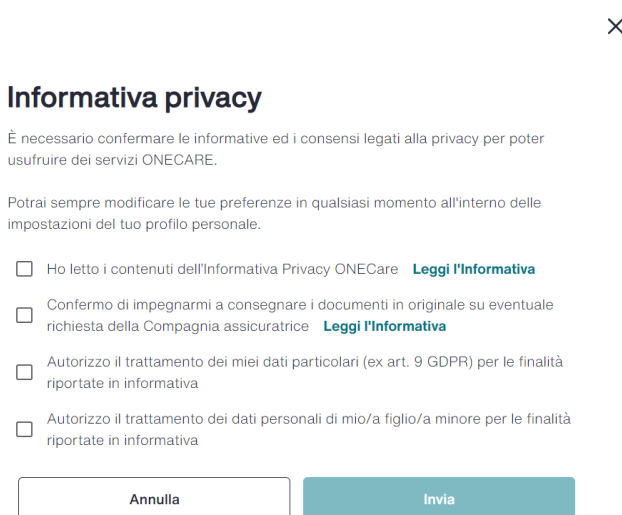 Informativa privacy
È necessario confermare le informative ed i consensi legati alla privacy per poter
usufruire dei servizi ONECARE.
Potrai sempre modificare le tue preferenze in qualsiasi momento all'interno delle
impostazioni del tuo profilo personale.
Ho letto i contenuti dell'Informativa Privacy ONECare Leggi l'Informativa
Confermo di impegnarmi a consegnare i documenti in originale su eventuale
richiesta della Compagnia assicuratrice Leggi l'Informativa
Autorizzo il trattamento dei miei dati particolari (ex art. 9 GDPR) per le finalità
riportate in informativa
Autorizzo il trattamento dei dati personali di mio/a figlio/a minore per le finalità
riportate in informativa
Annulla Invia